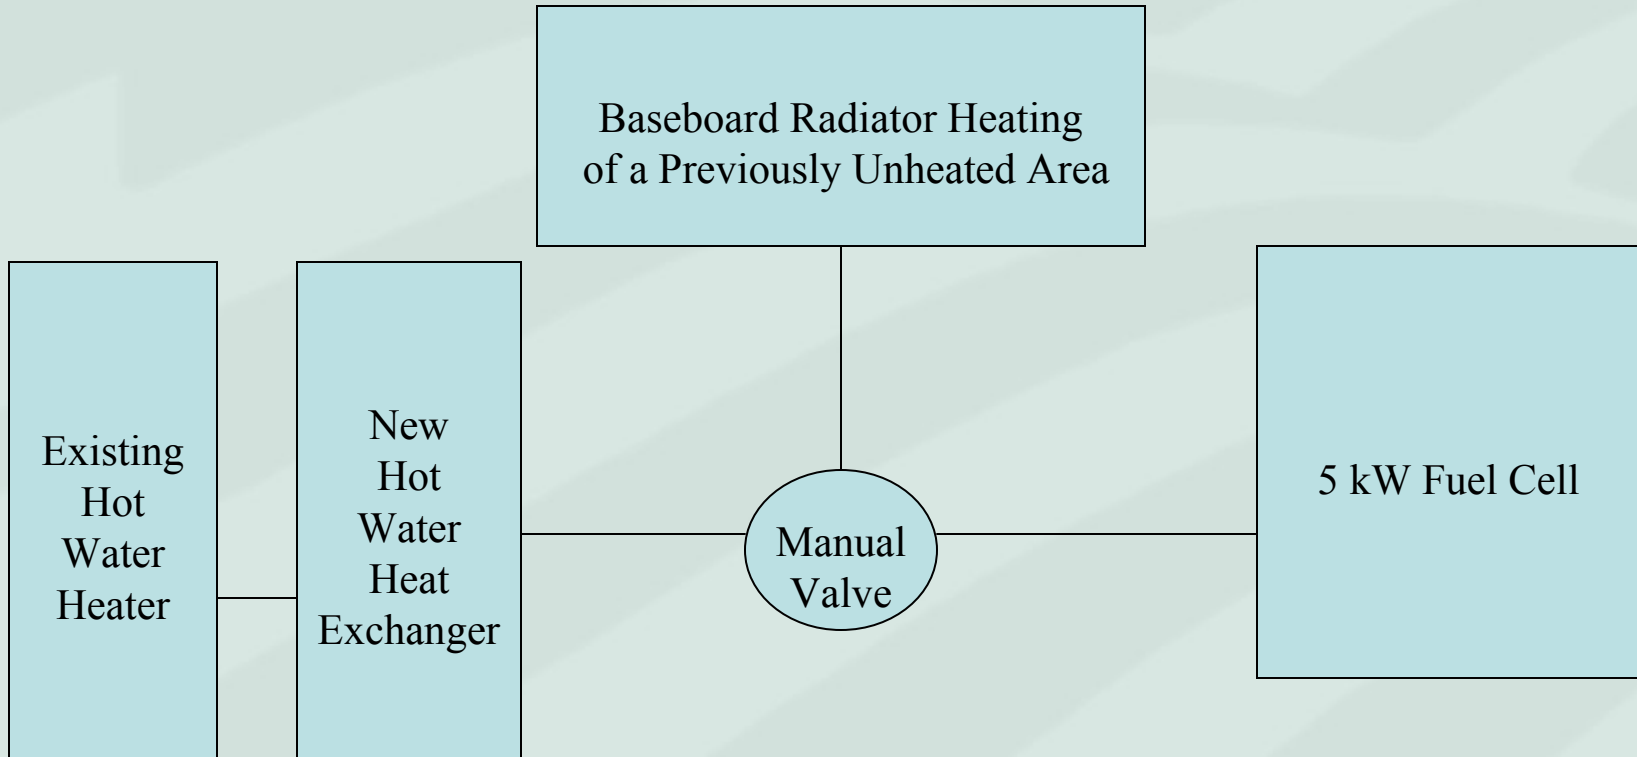 Baseboard Radiator Heating
of a Previously Unheated Area
Existing
Hot
Water
Heater
New
Hot
Water
Heat
Exchanger
Manual
Valve
5 kW Fuel Cell